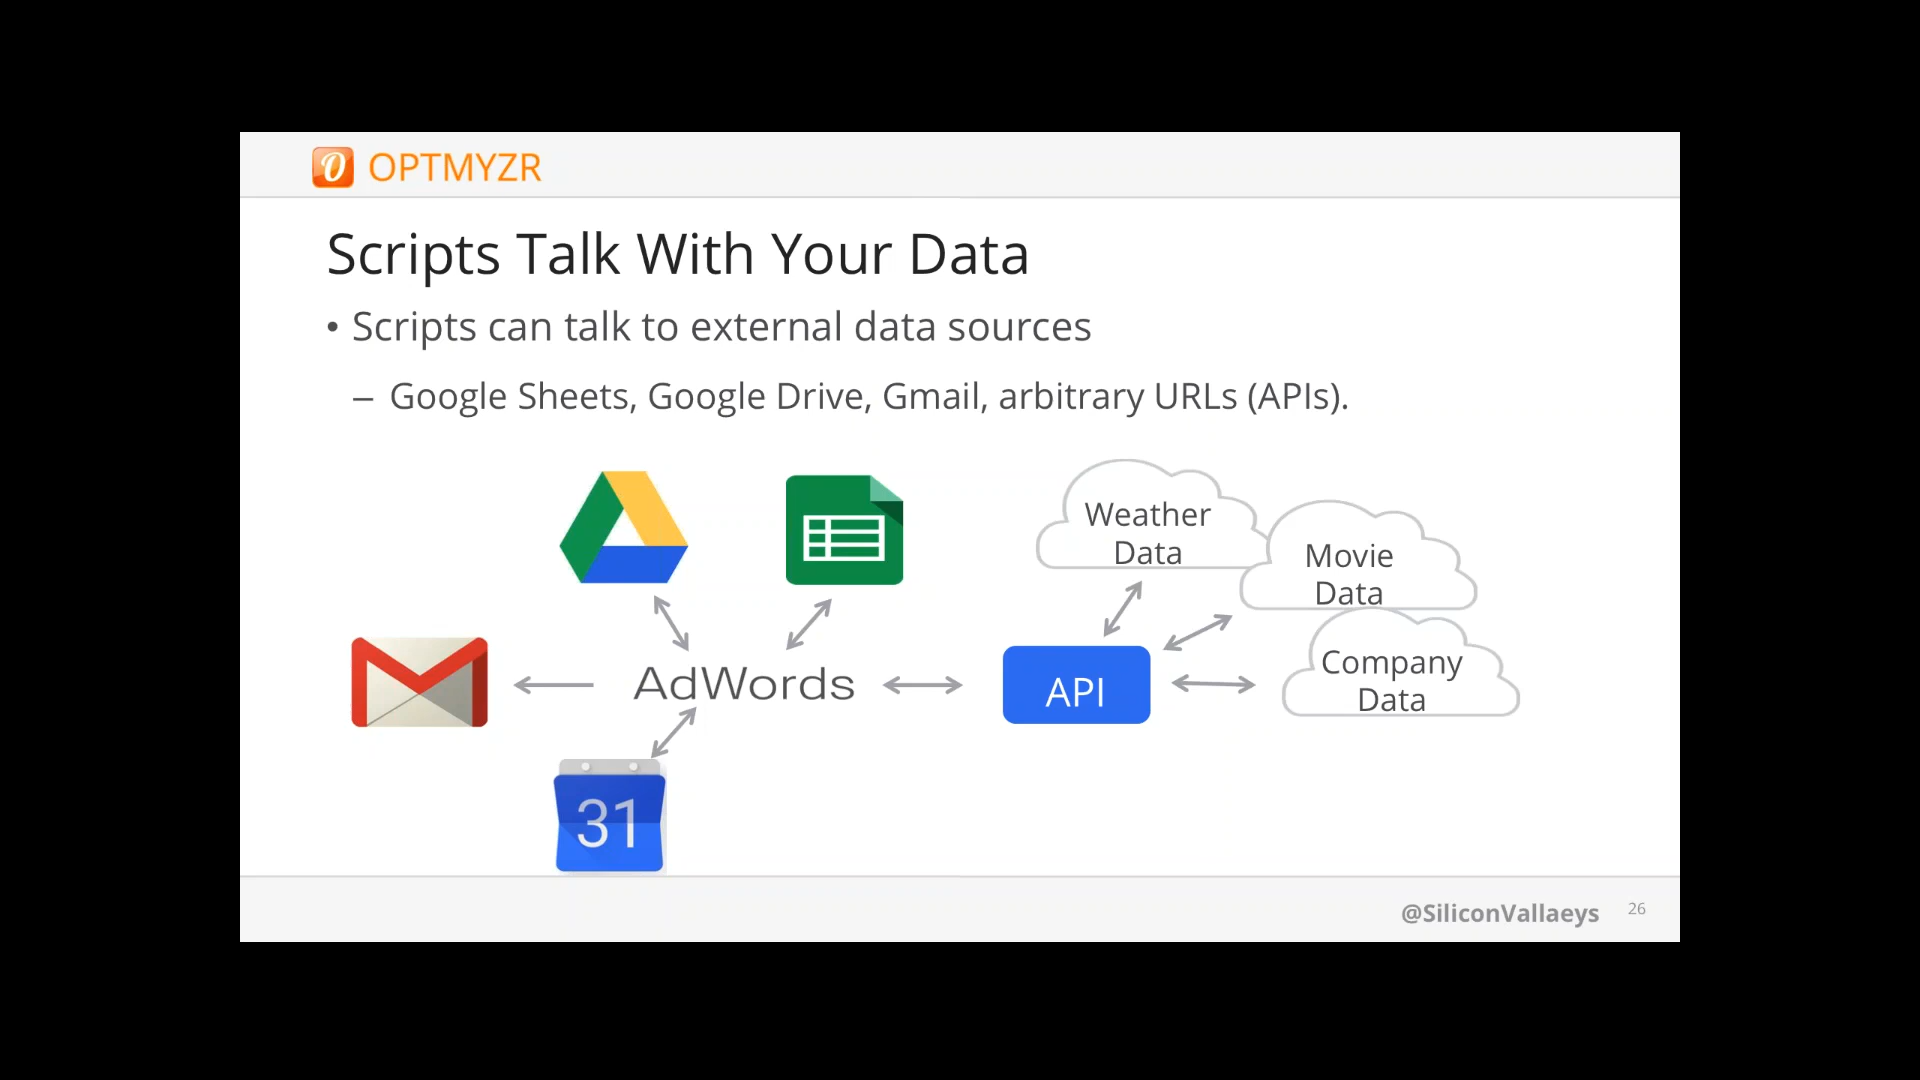 OPTMYZR
Scripts Talk With Your Data
• Scripts can talk to external data sources
– Google Sheets, Google Drive, Gmail, arbitrary URLs (APIs).
Weather
Data
Movie
Data
Company
Data
AdWords
API
31
@SiliconVallaeys
26